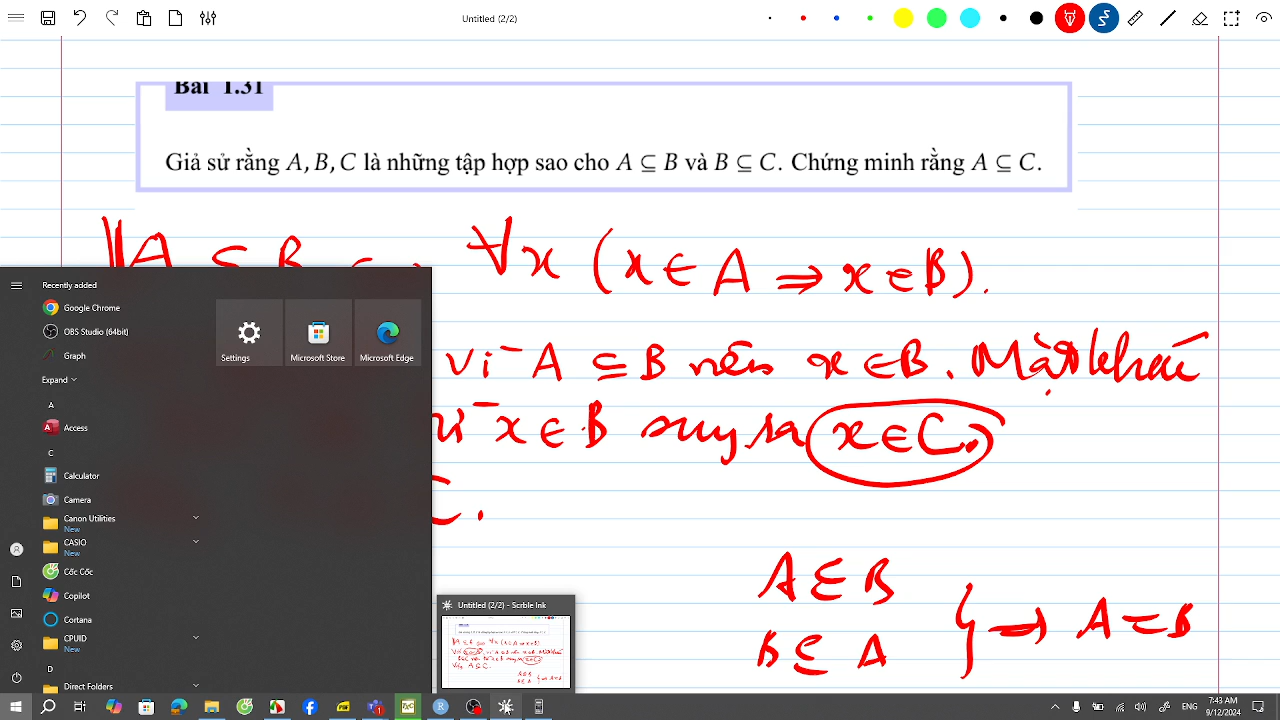 Untitled (2/2)
Bài 1.31
Giả sử rằng A, B, C là những tập hợp sao cho A ⊆ B và B ⊆ C. Chứng minh rằng A ⊆ C.
A ⊆ B ⇔ ∀x (x ∈ A ⇒ x ∈ B).
vì A ⊆ B nên x ∈ B. Mặt khác
từ x ∈ B suy ra x ∈ C.
C.
A ⊆ B
B ⊆ A
} ⇒ A = B
Recently added
Google Chrome
OBS Studio (64bit)
Graph
Expand
A
Access
C
Calculator
Camera
Canon Utilities
New
CASIO
New
Cốc Cốc
Copilot
Cortana
CPUID
New
D
Direct Folders
Settings
Microsoft Store
Microsoft Edge
Untitled (2/2) - Scrble Ink
7:43 AM
9/12/2024